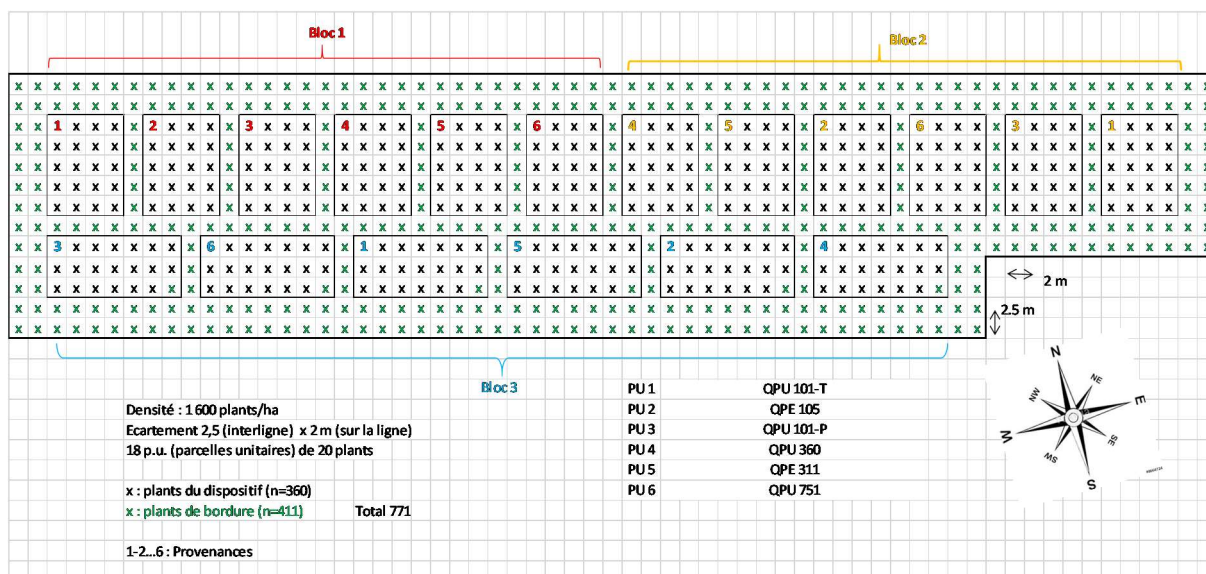 Bloc 1
Bloc 2
x x x x x x x x x x x x x x x x x x x x x x x x x x x x x x x x x x x x x x x x x x x x x x x x x x x x x x x x x x x x x x x
x x x x x x x x x x x x x x x x x x x x x x x x x x x x x x x x x x x x x x x x x x x x x x x x x x x x x x x x x x x x x x x
x x 1 x x x x 2 x x x x 3 x x x x 4 x x x x 5 x x x x 6 x x x x 4 x x x x 5 x x x x 2 x x x x 6 x x x x 3 x x x x 1 x x x x x
x x x x x x x x x x x x x x x x x x x x x x x x x x x x x x x x x x x x x x x x x x x x x x x x x x x x x x x x x x x x x x x
x x x x x x x x x x x x x x x x x x x x x x x x x x x x x x x x x x x x x x x x x x x x x x x x x x x x x x x x x x x x x x x
x x x x x x x x x x x x x x x x x x x x x x x x x x x x x x x x x x x x x x x x x x x x x x x x x x x x x x x x x x x x x x x
x x x x x x x x x x x x x x x x x x x x x x x x x x x x x x x x x x x x x x x x x x x x x x x x x x x x x x x x x x x x x x x
x x x x x x x x x x x x x x x x x x x x x x x x x x x x x x x x x x x x x x x x x x x x x x x x x x x x x x x x x x x x x x x
x x 3 x x x x x x x 6 x x x x x x x 1 x x x x x x x 5 x x x x x x x 2 x x x x x x x 4 x x x x x x x x x x x x x x x x x x x x
x x x x x x x x x x x x x x x x x x x x x x x x x x x x x x x x x x x x x x x x x x x x x x x x x x x
x x x x x x x x x x x x x x x x x x x x x x x x x x x x x x x x x x x x x x x x x x x x x x x x x x x
2 m
x x x x x x x x x x x x x x x x x x x x x x x x x x x x x x x x x x x x x x x x x x x x x x x x x x x
2.5 m
x x x x x x x x x x x x x x x x x x x x x x x x x x x x x x x x x x x x x x x x x x x x x x x x x x x
Bloc 3
Densité : 1 600 plants/ha
Ecartement 2,5 (interligne) x 2 m (sur la ligne)
18 p.u. (parcelles unitaires) de 20 plants
x : plants du dispositif (n=360)
x : plants de bordure (n=411) Total 771
1-2...6 : Provenances
PU 1 QPU 101-T
PU 2 QPE 105
PU 3 QPU 101-P
PU 4 QPU 360
PU 5 QPE 311
PU 6 QPU 751
N
NE
E
SE
S
SW
W
NW